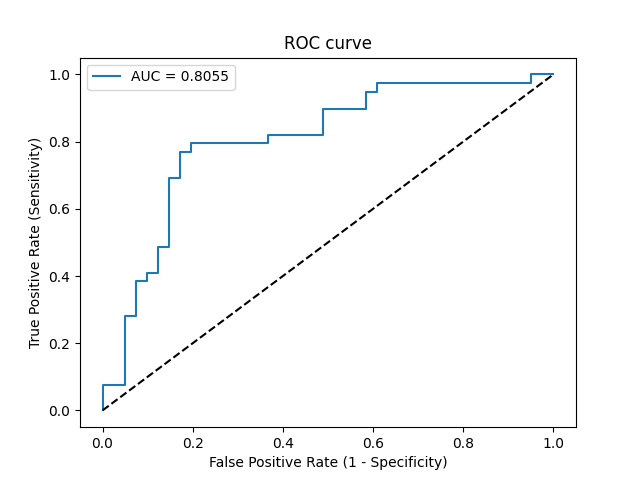 ROC curve
AUC = 0.8055
True Positive Rate (Sensitivity)
1.0
0.8
0.6
0.4
0.2
0.0
0.0 0.2 0.4 0.6 0.8 1.0
False Positive Rate (1 - Specificity)